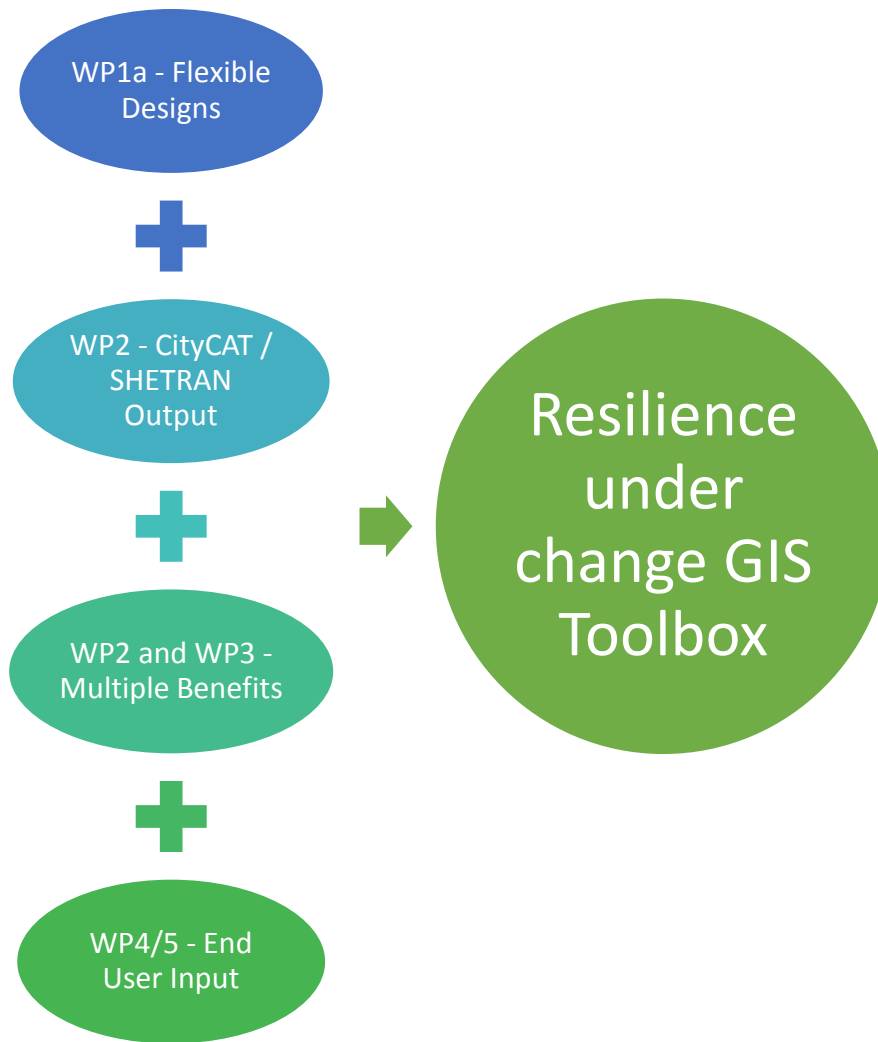 WP1a - Flexible
Designs
WP2 - CityCAT /
SHETRAN
Output
WP2 and WP3 -
Multiple Benefits
WP4/5 - End
User Input
Resilience
under
change GIS
Toolbox